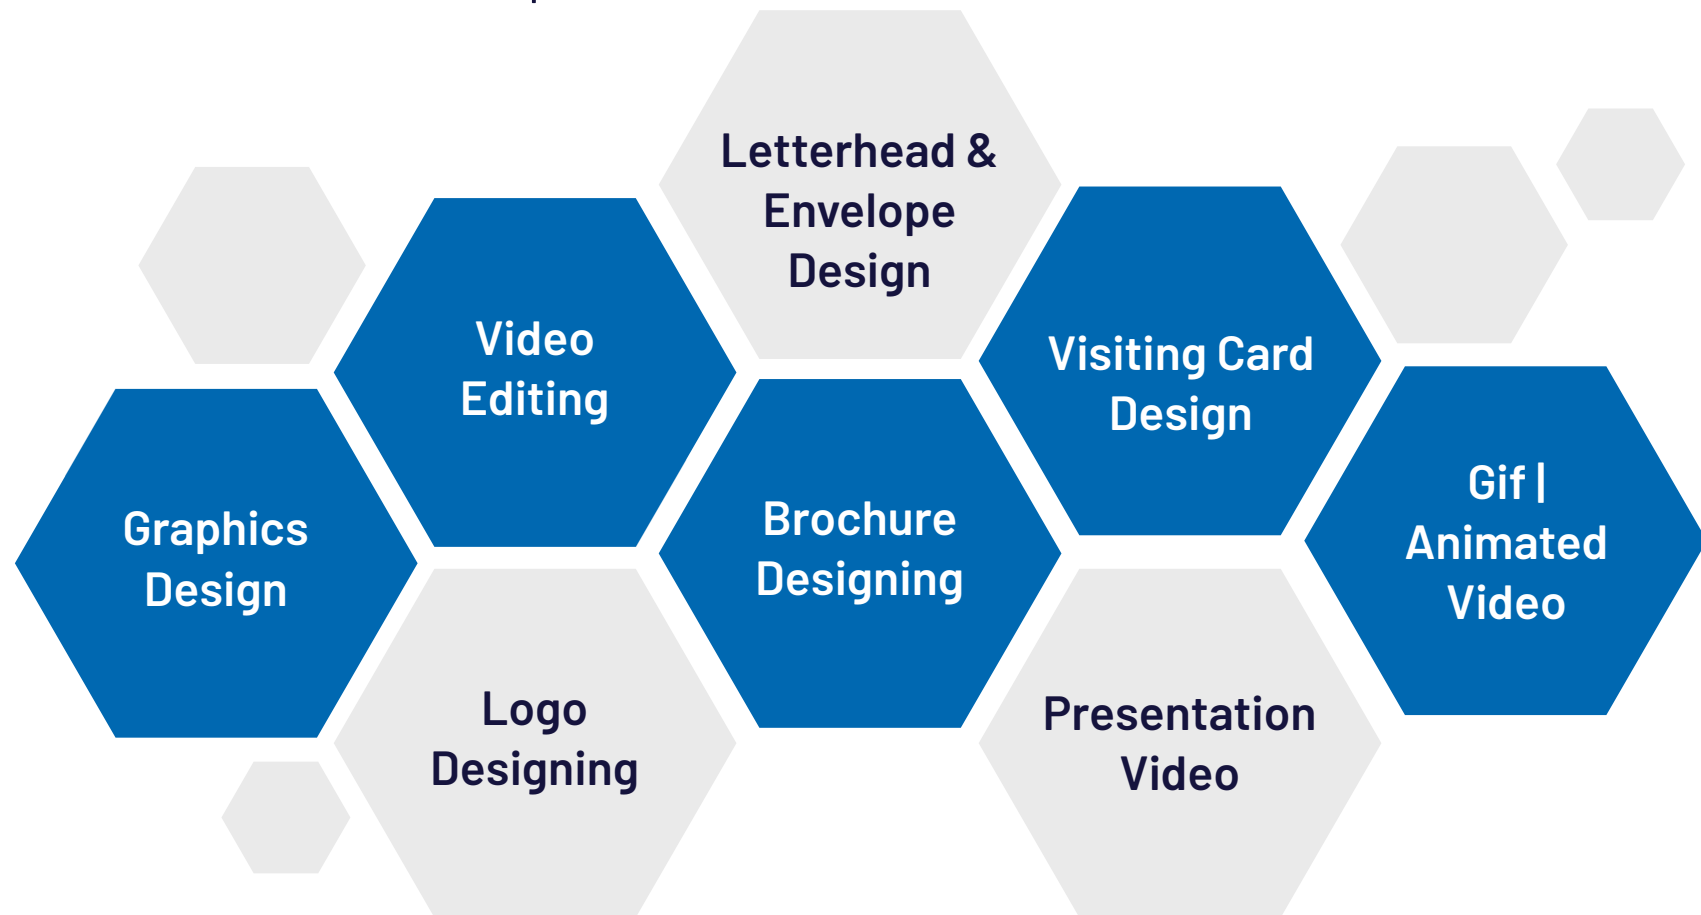 Letterhead &
Envelope
Design
Video
Editing
Visiting Card
Design
Graphics
Design
Brochure
Designing
Gif |
Animated
Video
Logo
Designing
Presentation
Video